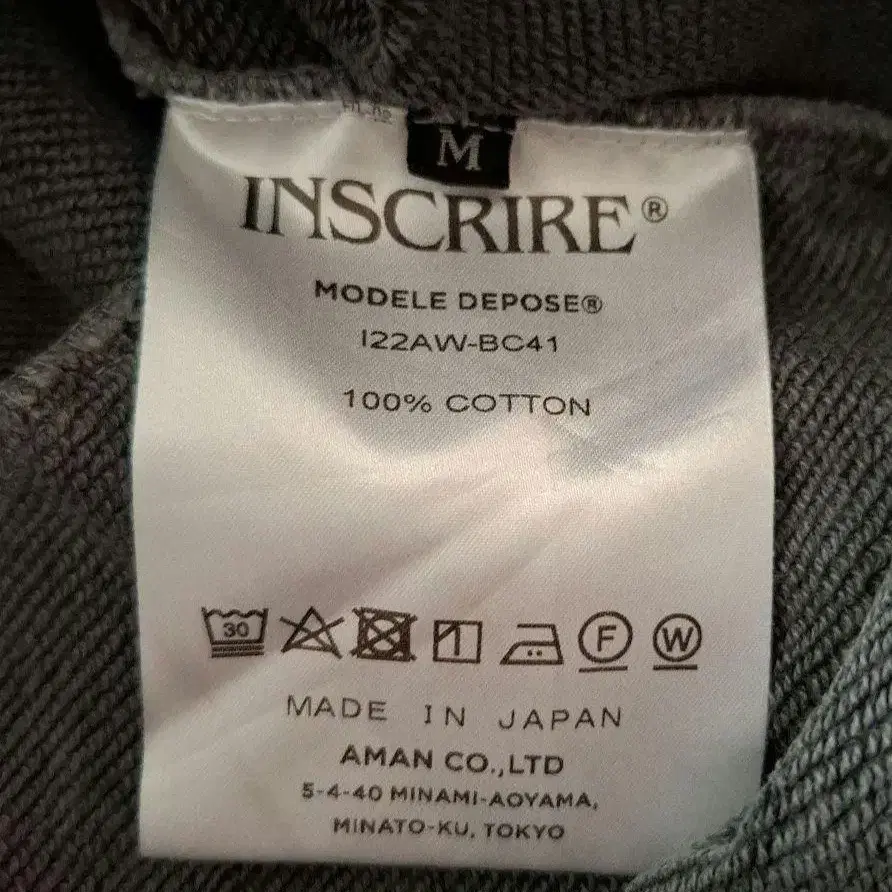 M
INSCRIRE®
MODELE DEPOSE®
I22AW-BC41
100% COTTON
30 F W
MADE IN JAPAN
AMAN CO.,LTD
5-4-40 MINAMI-AOYAMA,
MINATO-KU, TOKYO